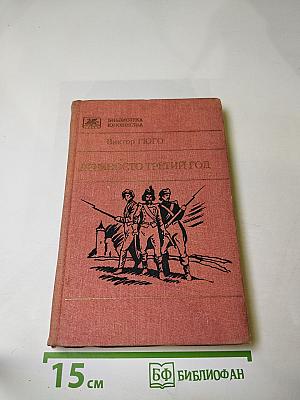 БИБЛИОТЕКА
ЮНОШЕСТВА
Виктор ГЮГО
ДЕВЯНОСТО ТРЕТИЙ ГОД
15 см
БФ БИБЛИОФАН